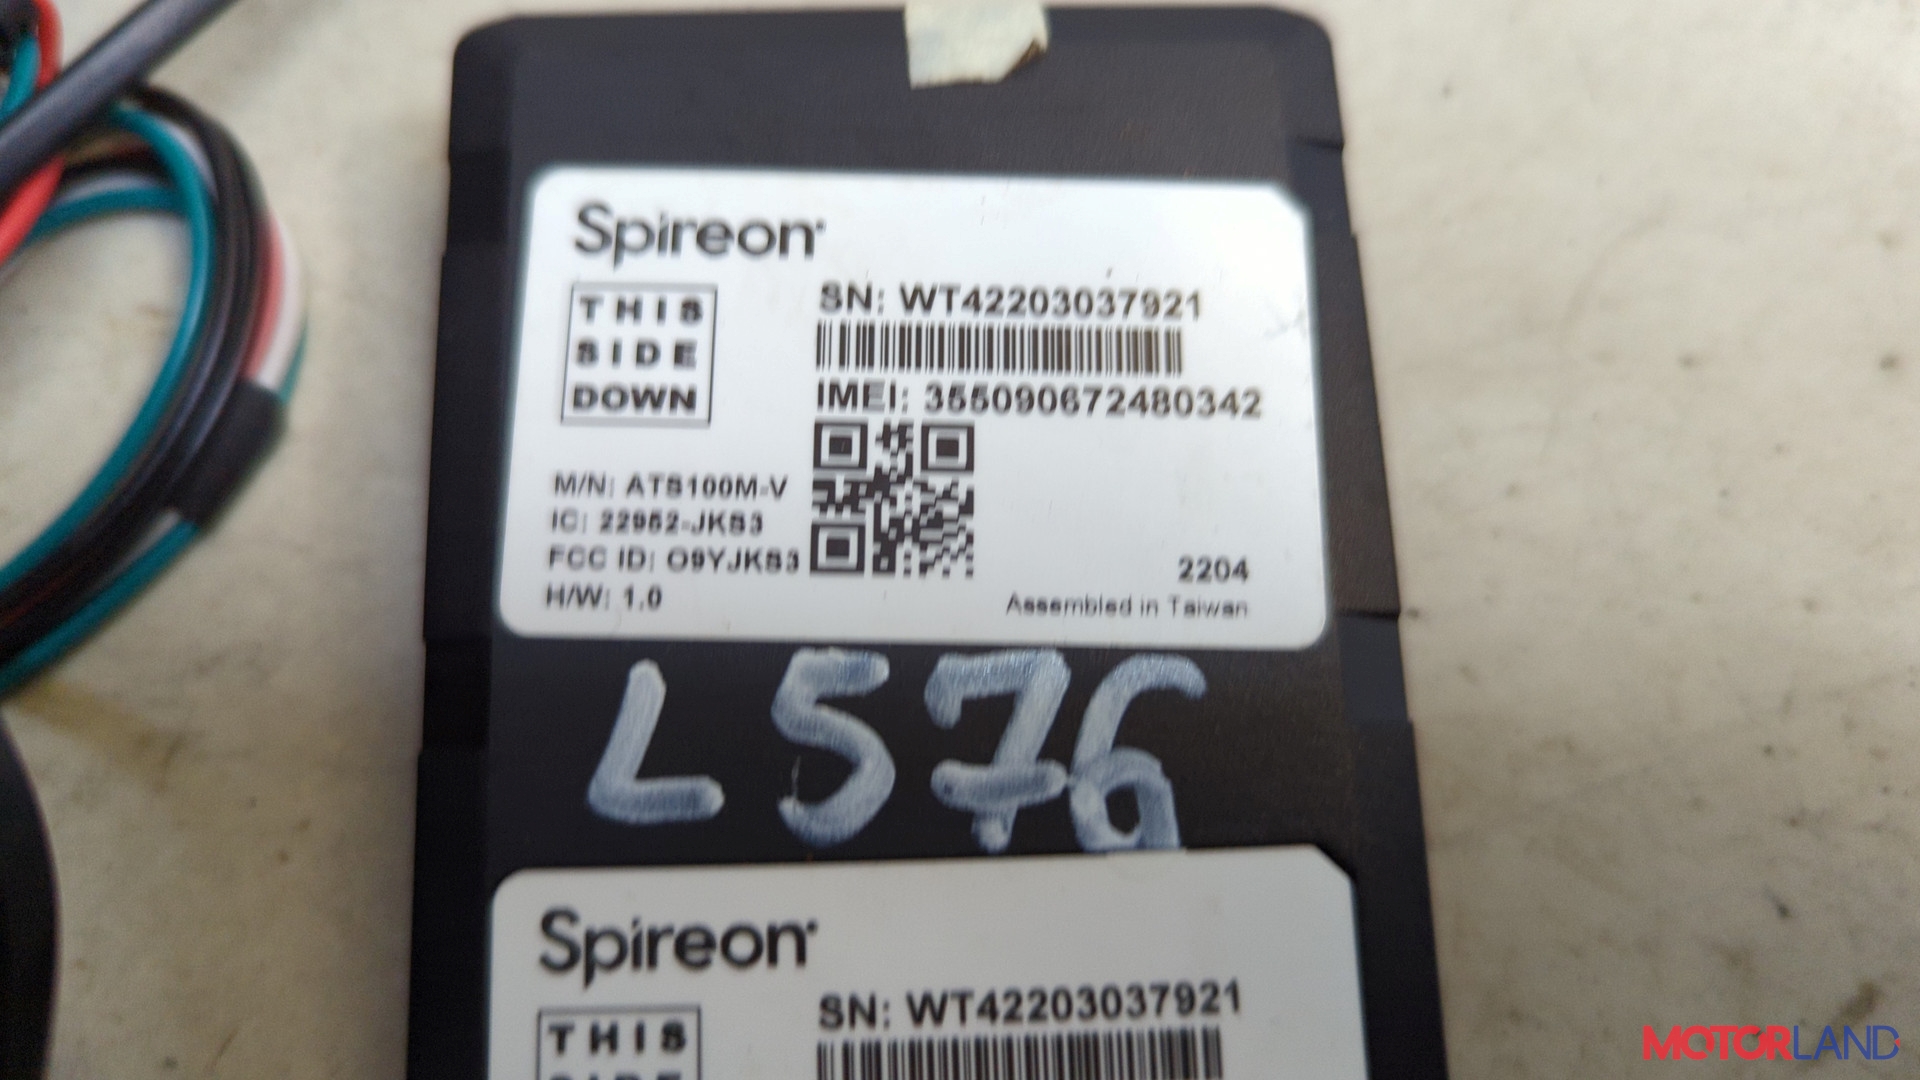 Spireon
THIS
SIDE
DOWN
SN: WT42203037921
IMEI: 355090672480342
M/N: ATS100M-V
IC: 22952-JKS3
FCC ID: O9YJKS3
H/W: 1.0
2204
Assembled in Taiwan
L576
Spireon
SN: WT42203037921
THIS
SIDE
MOTORLAND